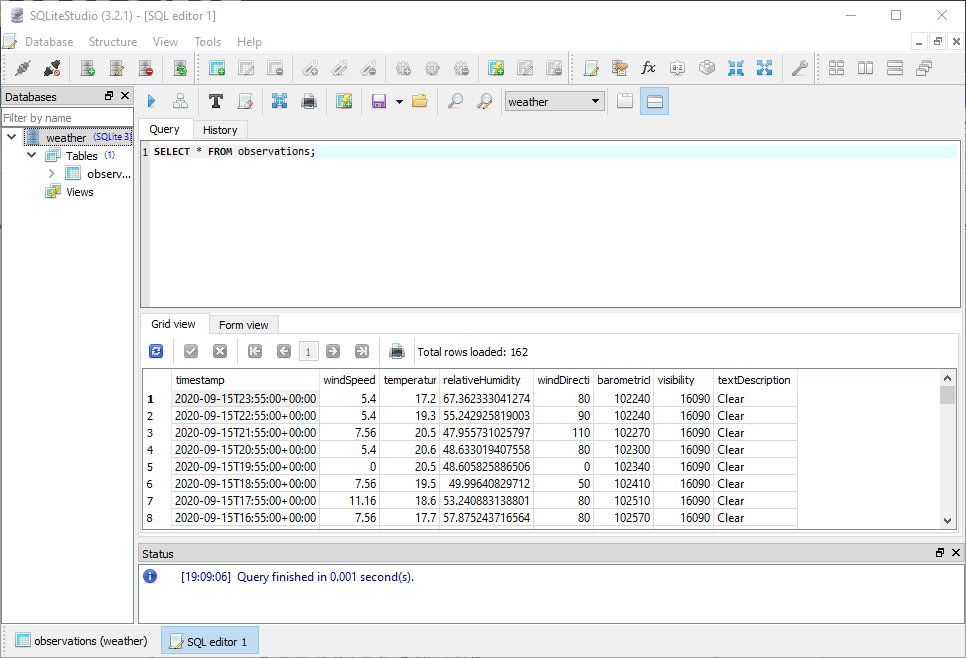 SQLiteStudio (3.2.1) - [SQL editor 1]
Database Structure View Tools Help
Databases
Filter by name
weather (SQLite 3)
Tables (1)
observ...
Views
weather
Query History
1 SELECT * FROM observations;
Grid view Form view
1 Total rows loaded: 162
timestamp windSpeed temperatur relativeHumidity windDirecti barometricl visibility textDescription
1 2020-09-15T23:55:00+00:00 5.4 17.2 67.362333041274 80 102240 16090 Clear
2 2020-09-15T22:55:00+00:00 5.4 19.3 55.242925819003 90 102240 16090 Clear
3 2020-09-15T21:55:00+00:00 7.56 20.5 47.955731025797 110 102270 16090 Clear
4 2020-09-15T20:55:00+00:00 5.4 20.6 48.633019407558 80 102300 16090 Clear
5 2020-09-15T19:55:00+00:00 0 20.5 48.605825886506 0 102340 16090 Clear
6 2020-09-15T18:55:00+00:00 7.56 19.5 49.99640829712 50 102410 16090 Clear
7 2020-09-15T17:55:00+00:00 11.16 18.6 53.240883138801 80 102510 16090 Clear
8 2020-09-15T16:55:00+00:00 7.56 17.7 57.875243716564 80 102570 16090 Clear
Status
[19:09:06] Query finished in 0.001 second(s).
observations (weather) SQL editor 1